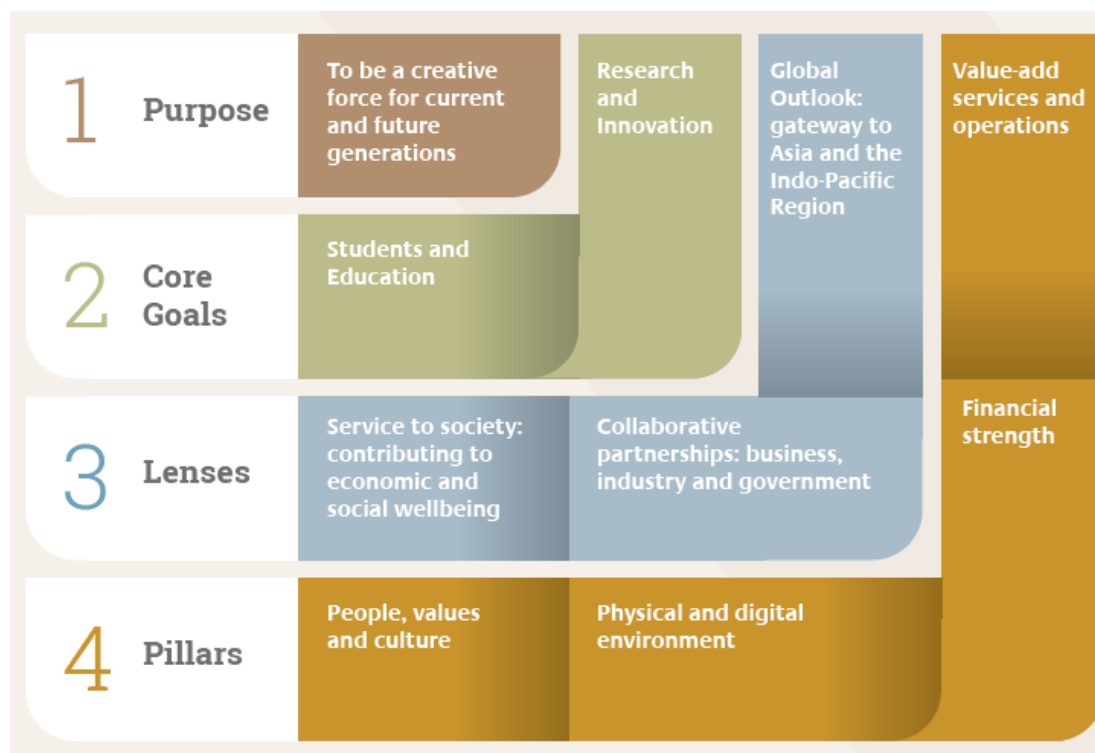 1
Purpose
To be a creative
force for current
and future
generations
Research
and
Innovation
Global
Outlook:
gateway to
Asia and the
Indo-Pacific
Region
Value-add
services and
operations
2
Core
Goals
Students and
Education
3
Lenses
Service to society:
contributing to
economic and
social wellbeing
Collaborative
partnerships: business,
industry and government
Financial
strength
4
Pillars
People, values
and culture
Physical and digital
environment